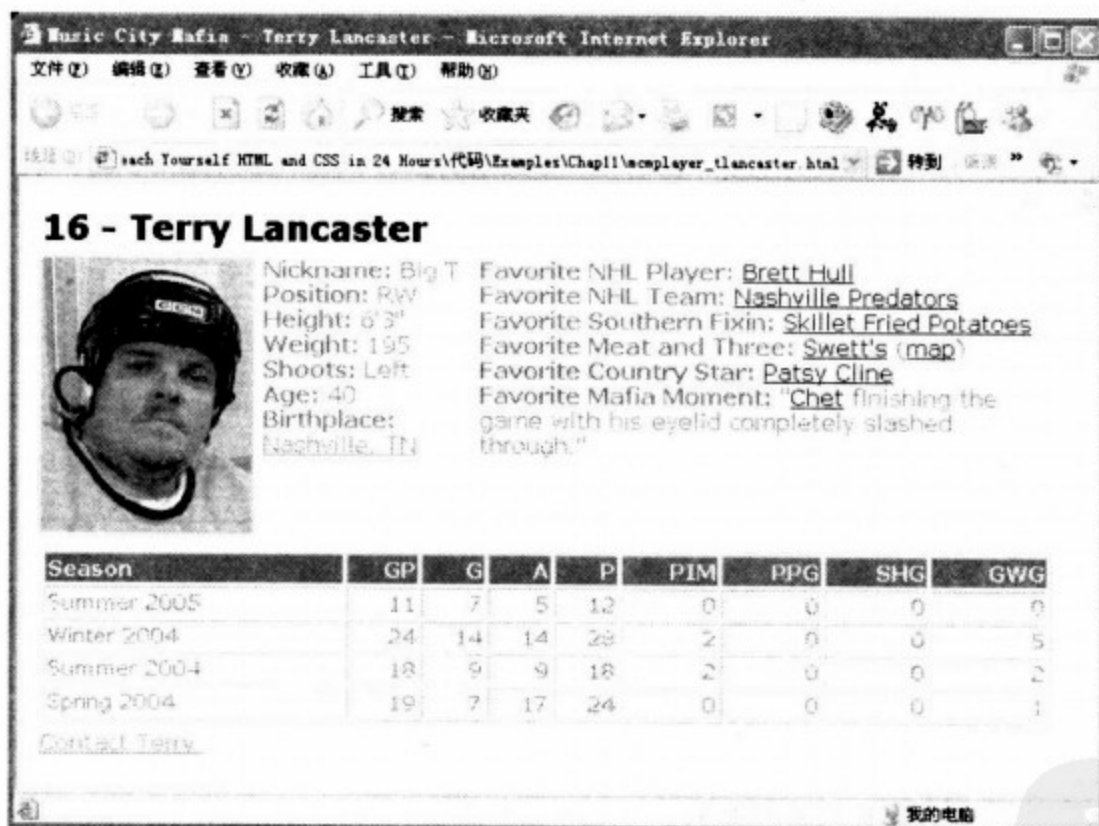 Music City Mafia - Terry Lancaster - Microsoft Internet Explorer
文件(F) 编辑(E) 查看(V) 收藏(A) 工具(T) 帮助(H)
搜索 收藏夹
each Yourself HTML and CSS in 24 Hours\代码\Examples\Chap11\mcmplayer_tlancaster.html 转到 »
16 - Terry Lancaster
CCM
Nickname: Big T
Position: RW
Height: 6'3"
Weight: 195
Shoots: Left
Age: 40
Birthplace:
Nashville, TN
Favorite NHL Player: Brett Hull
Favorite NHL Team: Nashville Predators
Favorite Southern Fixin: Skillet Fried Potatoes
Favorite Meat and Three: Swett's (map)
Favorite Country Star: Patsy Cline
Favorite Mafia Moment: "Chet finishing the
game with his eyelid completely slashed
through."
Season GP G A P PIM PPG SHG GWG
Summer 2005 11 7 5 12 0 0 0 0
Winter 2004 24 14 14 28 2 0 0 5
Summer 2004 18 9 9 18 2 0 0 2
Spring 2004 19 7 17 24 0 0 0 1
Contact Terry
我的电脑